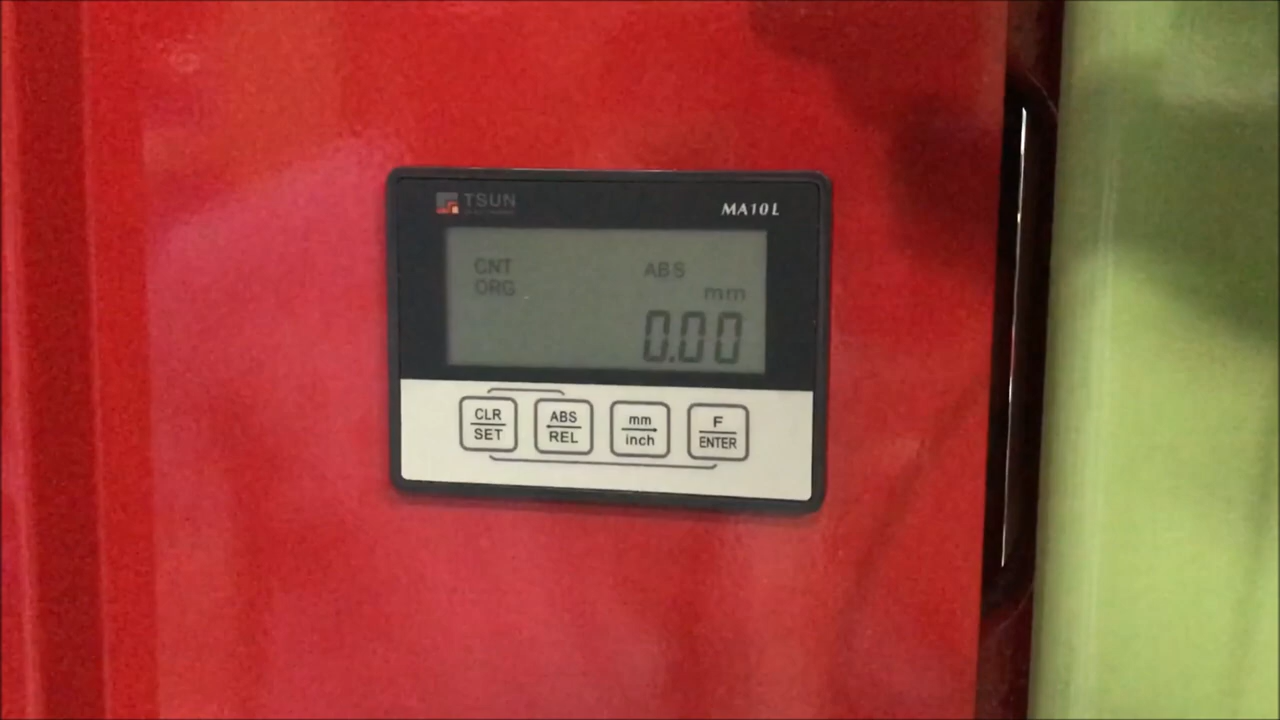 TSUN
MA10L
CNT
ABS
ORG
mm
0.00
CLR
SET
ABS
REL
mm
inch
F
ENTER